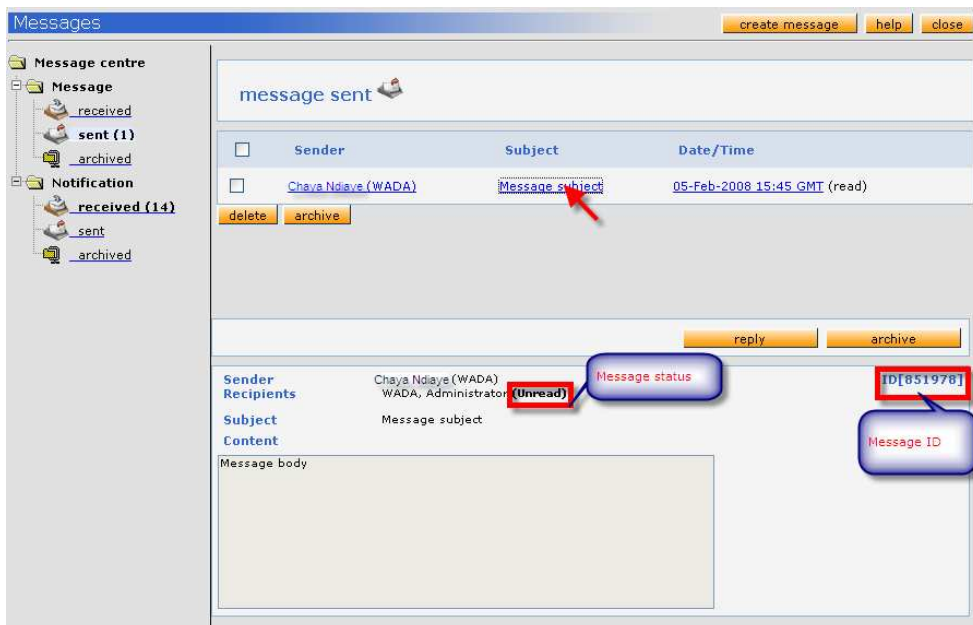 Messages
create message
help
close
Message centre
Message
received
sent (1)
archived
Notification
received (14)
sent
archived
message sent
Sender Subject Date/Time
Chaya Ndiaye (WADA) Message subject 05-Feb-2008 15:45 GMT (read)
delete archive
reply archive
Sender Chaya Ndiaye (WADA)
Recipients WADA, Administrator (Unread)
Message status
ID[851978]
Subject Message subject
Message ID
Content
Message body